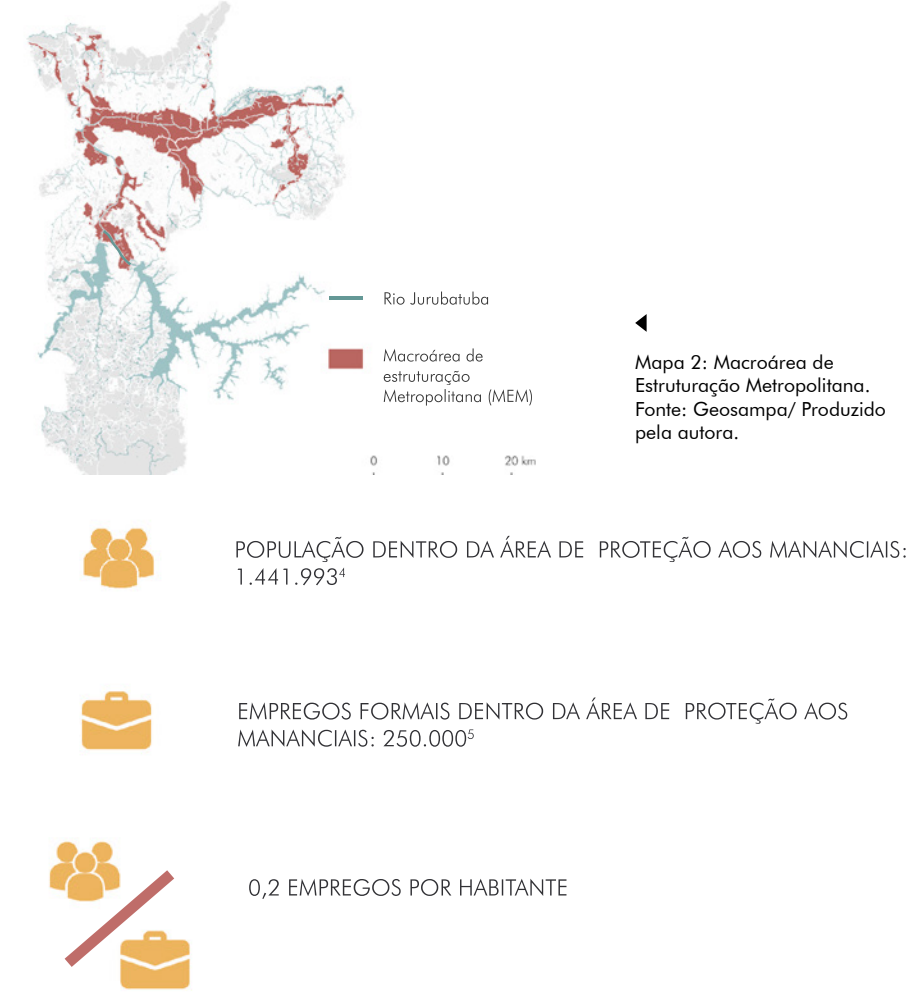 Rio Jurubatuba
Macroárea de
estruturação
Metropolitana (MEM)
0 10 20 km
Mapa 2: Macroárea de
Estruturação Metropolitana.
Fonte: Geosampa/ Produzido
pela autora.
POPULAÇÃO DENTRO DA ÁREA DE PROTEÇÃO AOS MANANCIAIS:
1.441.993⁴
EMPREGOS FORMAIS DENTRO DA ÁREA DE PROTEÇÃO AOS
MANANCIAIS: 250.000⁵
0,2 EMPREGOS POR HABITANTE